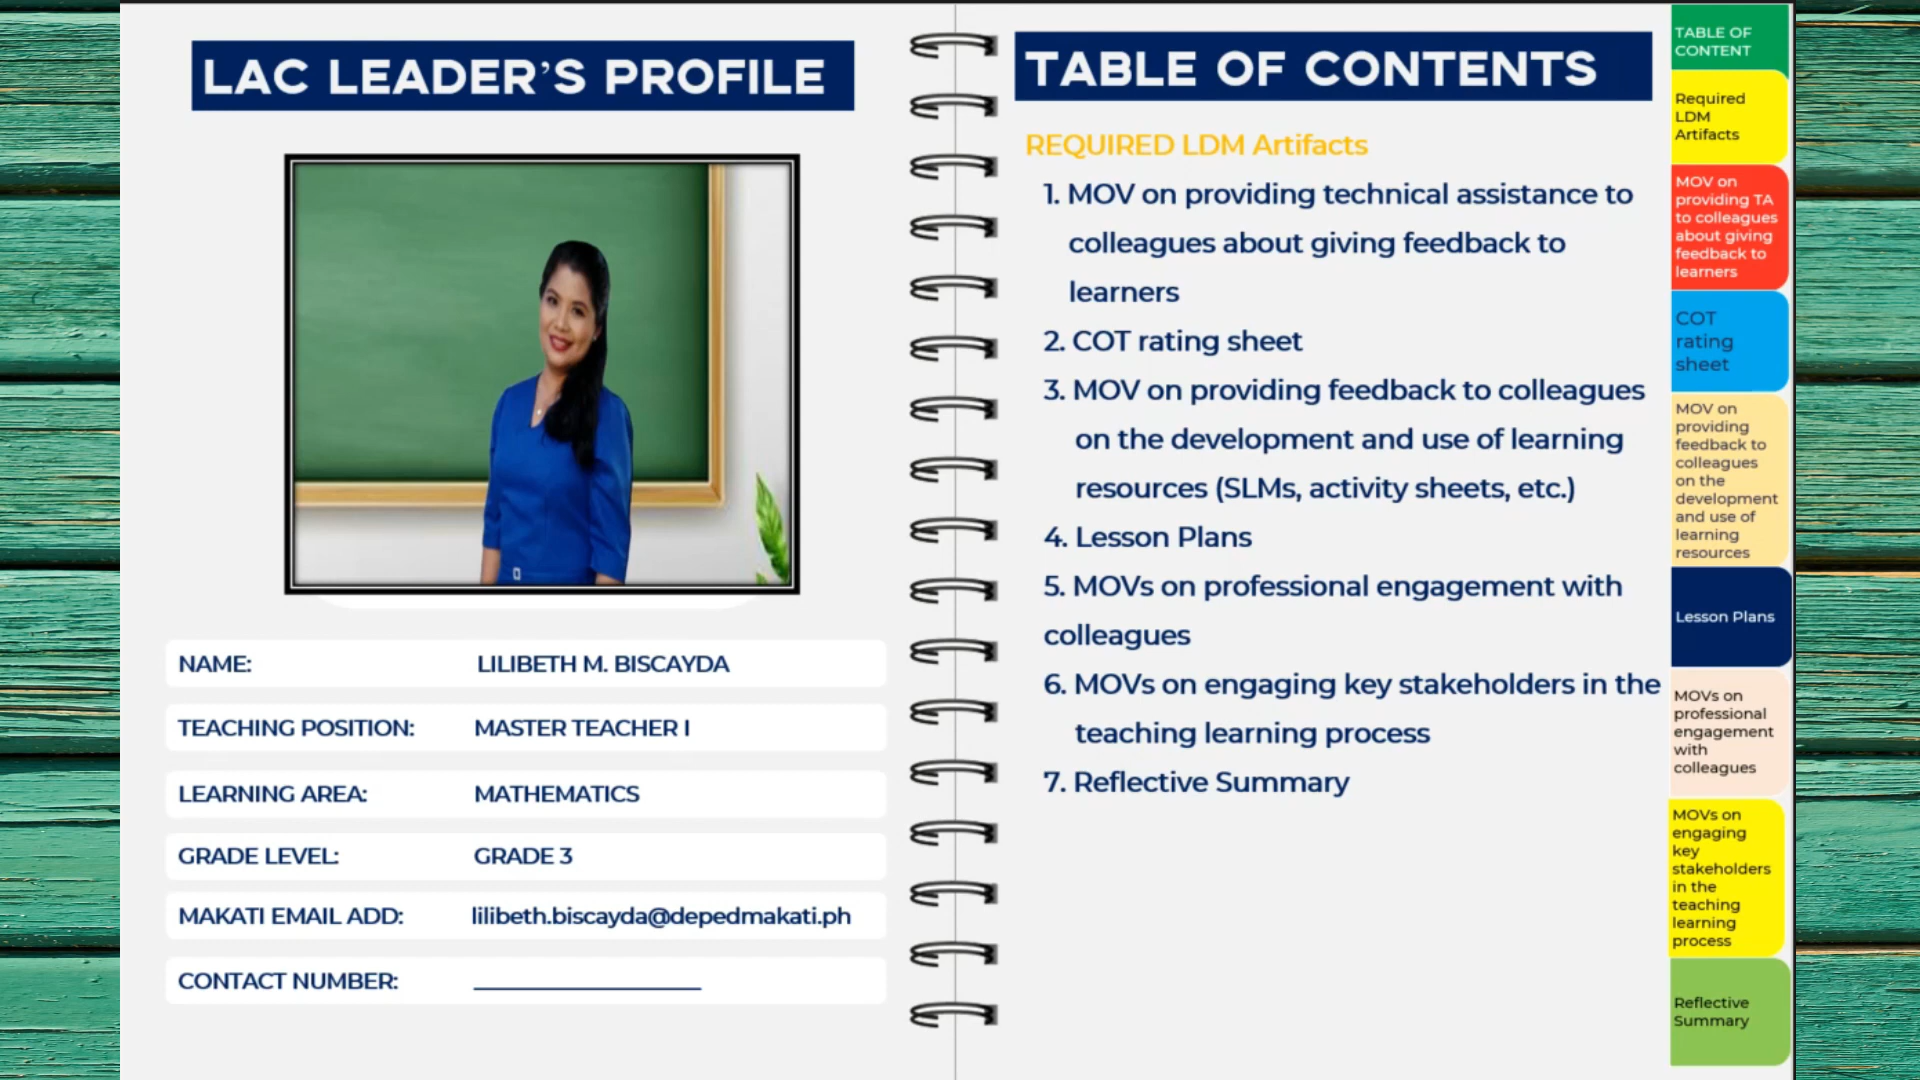 LAC LEADER'S PROFILE
NAME: LILIBETH M. BISCAYDA
TEACHING POSITION: MASTER TEACHER I
LEARNING AREA: MATHEMATICS
GRADE LEVEL: GRADE 3
MAKATI EMAIL ADD: lilibeth.biscayda@depedmakati.ph
CONTACT NUMBER:
TABLE OF CONTENTS
REQUIRED LDM Artifacts
1. MOV on providing technical assistance to
colleagues about giving feedback to
learners
2. COT rating sheet
3. MOV on providing feedback to colleagues
on the development and use of learning
resources (SLMs, activity sheets, etc.)
4. Lesson Plans
5. MOVs on professional engagement with
colleagues
6. MOVs on engaging key stakeholders in the
teaching learning process
7. Reflective Summary
TABLE OF
CONTENT
Required
LDM
Artifacts
MOV on
providing TA
to colleagues
about giving
feedback to
learners
COT
rating
sheet
MOV on
providing
feedback to
colleagues
on the
development
and use of
learning
resources
Lesson Plans
MOVs on
professional
engagement
with
colleagues
MOVs on
engaging
key
stakeholders
in the
teaching
learning
process
Reflective
Summary